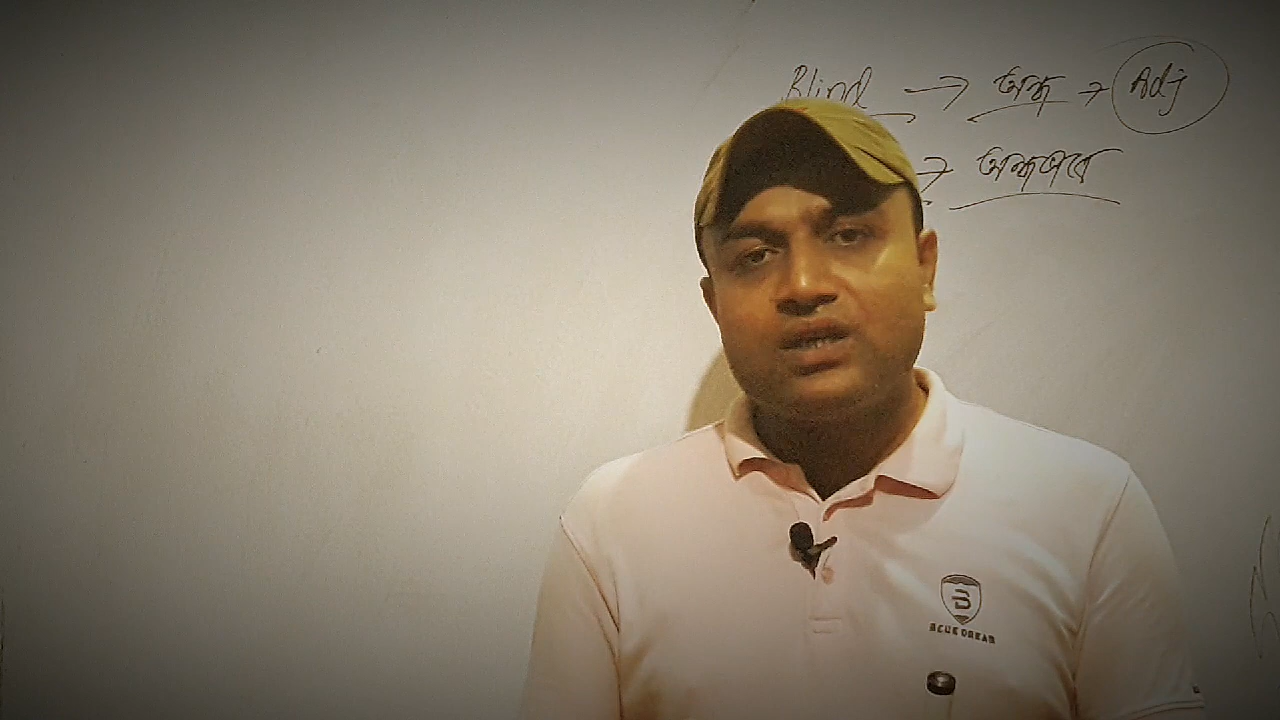 Blind → অন্ধ → Adj
→ অন্ধভাবে
BLUE DREAM